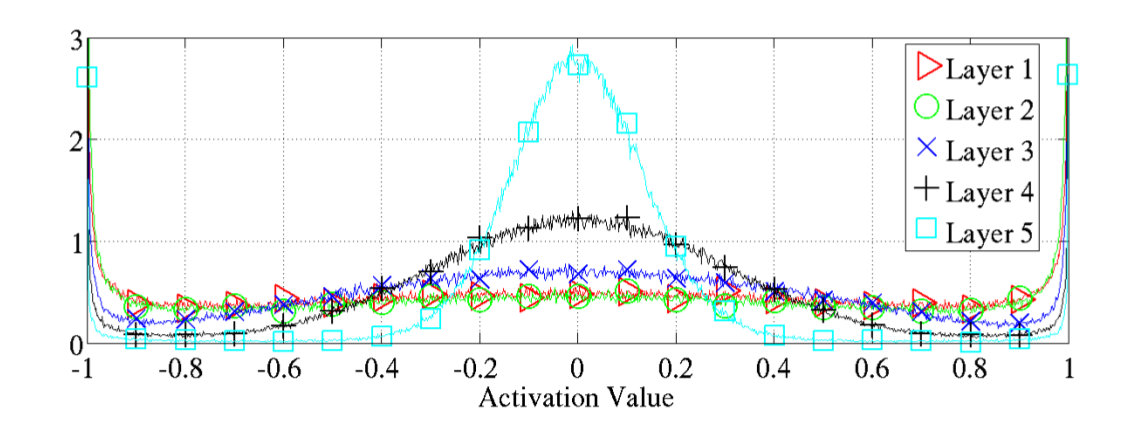 3
2
1
0
-1 -0.8 -0.6 -0.4 -0.2 0 0.2 0.4 0.6 0.8 1
Activation Value
Layer 1
Layer 2
Layer 3
Layer 4
Layer 5